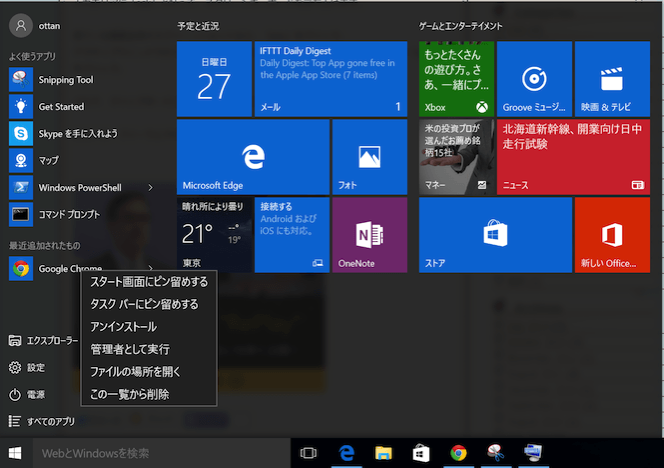 ottan
よく使うアプリ
Snipping Tool
Get Started
Skype を手に入れよう
マップ
Windows PowerShell
コマンド プロンプト
最近追加されたもの
Google Chrome
スタート画面にピン留めする
タスク バーにピン留めする
アンインストール
管理者として実行
ファイルの場所を開く
この一覧から削除
エクスプローラー
設定
電源
すべてのアプリ
WebとWindowsを検索
予定と近況
日曜日
27
IFTTT Daily Digest
Daily Digest: Top App gone free in
the Apple App Store (7 items)
メール
1
Microsoft Edge
フォト
晴れ所により曇り
21°
--°
19°
東京
接続する
Android および
iOS にも対応。
OneNote
ゲームとエンターテイメント
もっとたくさん
の遊び方。さ
あ、一緒にプ...
Xbox
Groove ミュージ...
映画 & テレビ
米の投資プロが
選んだお薦め銘
柄15社
マネー
北海道新幹線、開業向け日中
走行試験
ニュース
ストア
新しい Office...